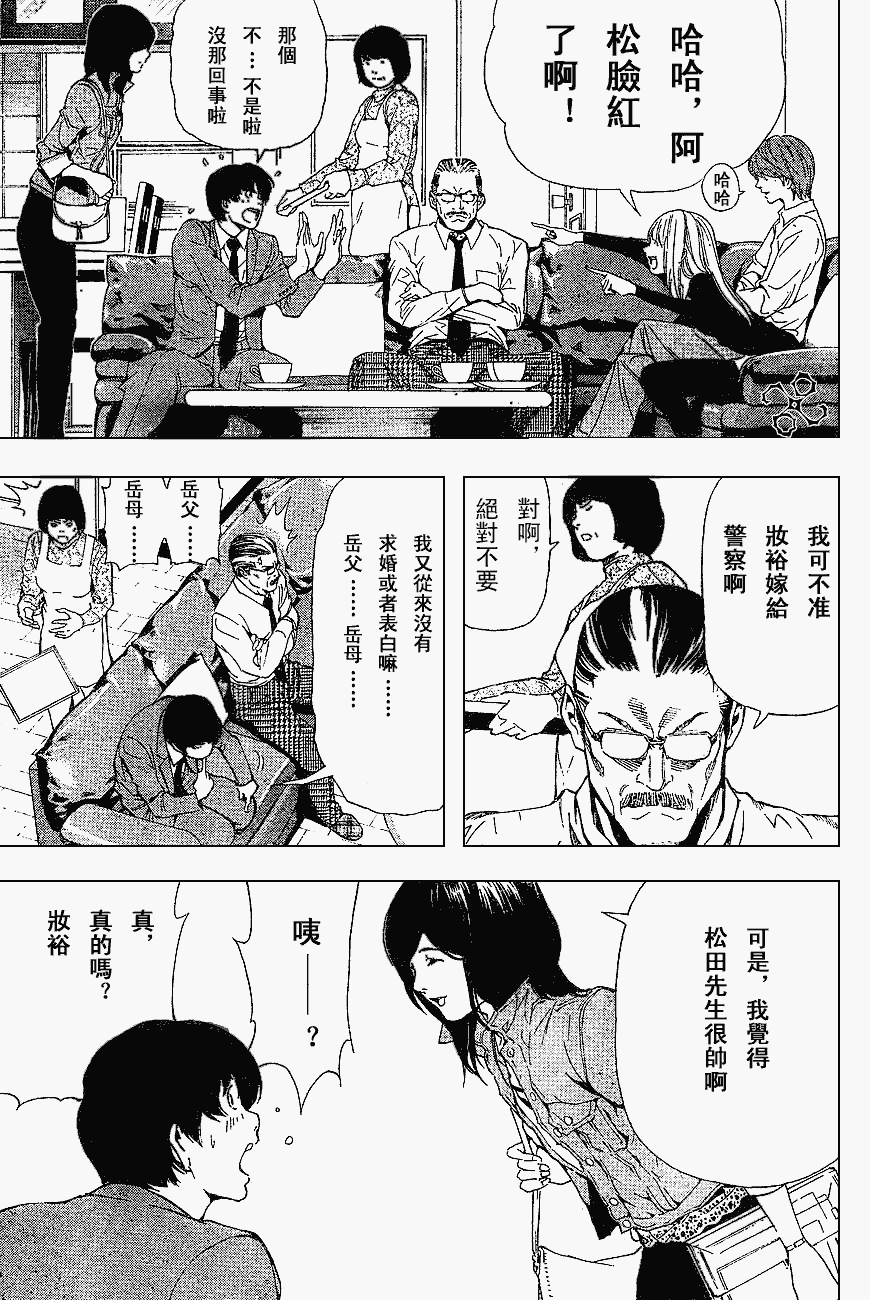 哈哈，阿
松臉紅
了啊！
哈哈
那個
不…不是啦
沒那回事啦
我可不准
妝裕嫁給
警察啊
對啊，
絕對不要
我又從來沒有
求婚或者表白嘛……
岳父……岳母……
岳父……
岳母……
可是，我覺得
松田先生很帥啊
咦——？
真，
真的嗎？
妝裕